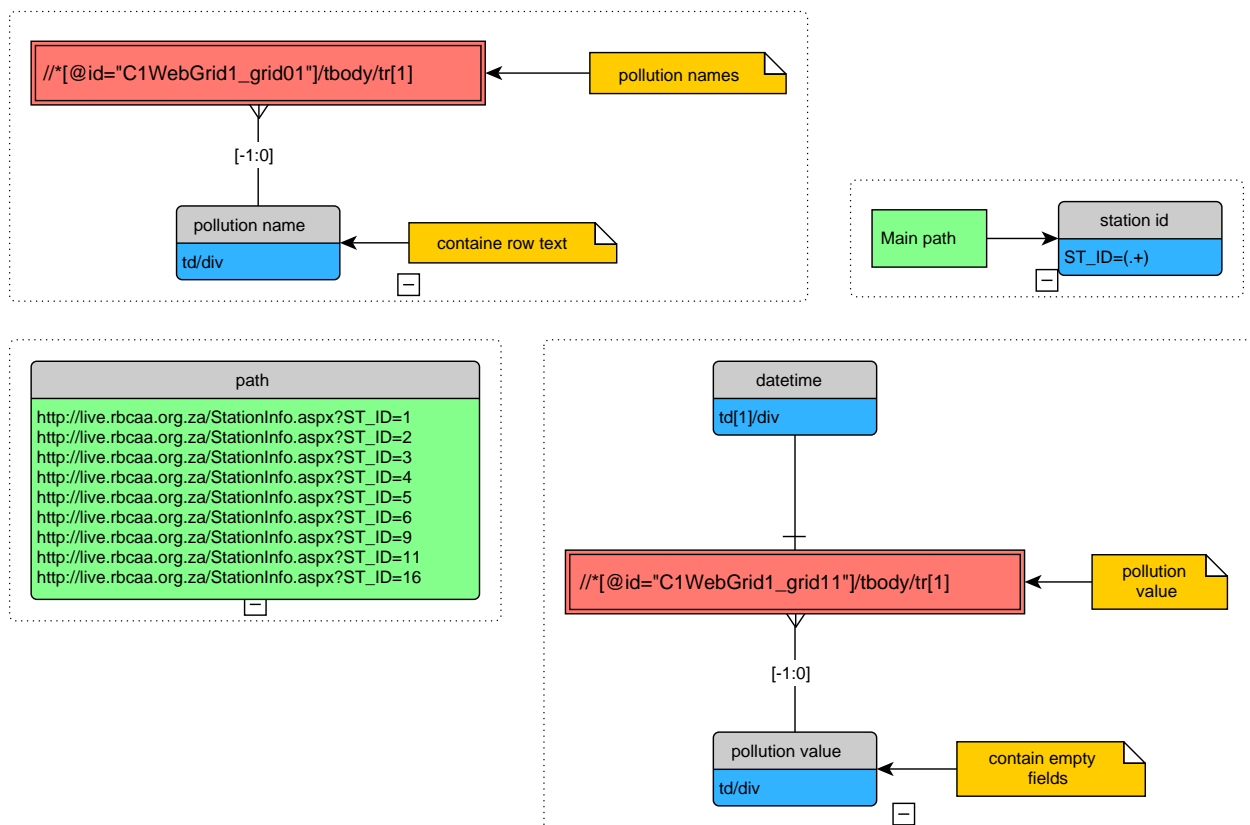 //*[@id="C1WebGrid1_grid01"]/tbody/tr[1]
pollution names
[-1:0]
pollution name
td/div
containe row text
Main path
station id
ST_ID=(.+)
path
http://live.rbcaa.org.za/StationInfo.aspx?ST_ID=1
http://live.rbcaa.org.za/StationInfo.aspx?ST_ID=2
http://live.rbcaa.org.za/StationInfo.aspx?ST_ID=3
http://live.rbcaa.org.za/StationInfo.aspx?ST_ID=4
http://live.rbcaa.org.za/StationInfo.aspx?ST_ID=5
http://live.rbcaa.org.za/StationInfo.aspx?ST_ID=6
http://live.rbcaa.org.za/StationInfo.aspx?ST_ID=9
http://live.rbcaa.org.za/StationInfo.aspx?ST_ID=11
http://live.rbcaa.org.za/StationInfo.aspx?ST_ID=16
datetime
td[1]/div
//*[@id="C1WebGrid1_grid11"]/tbody/tr[1]
pollution
value
[-1:0]
pollution value
td/div
contain empty
fields